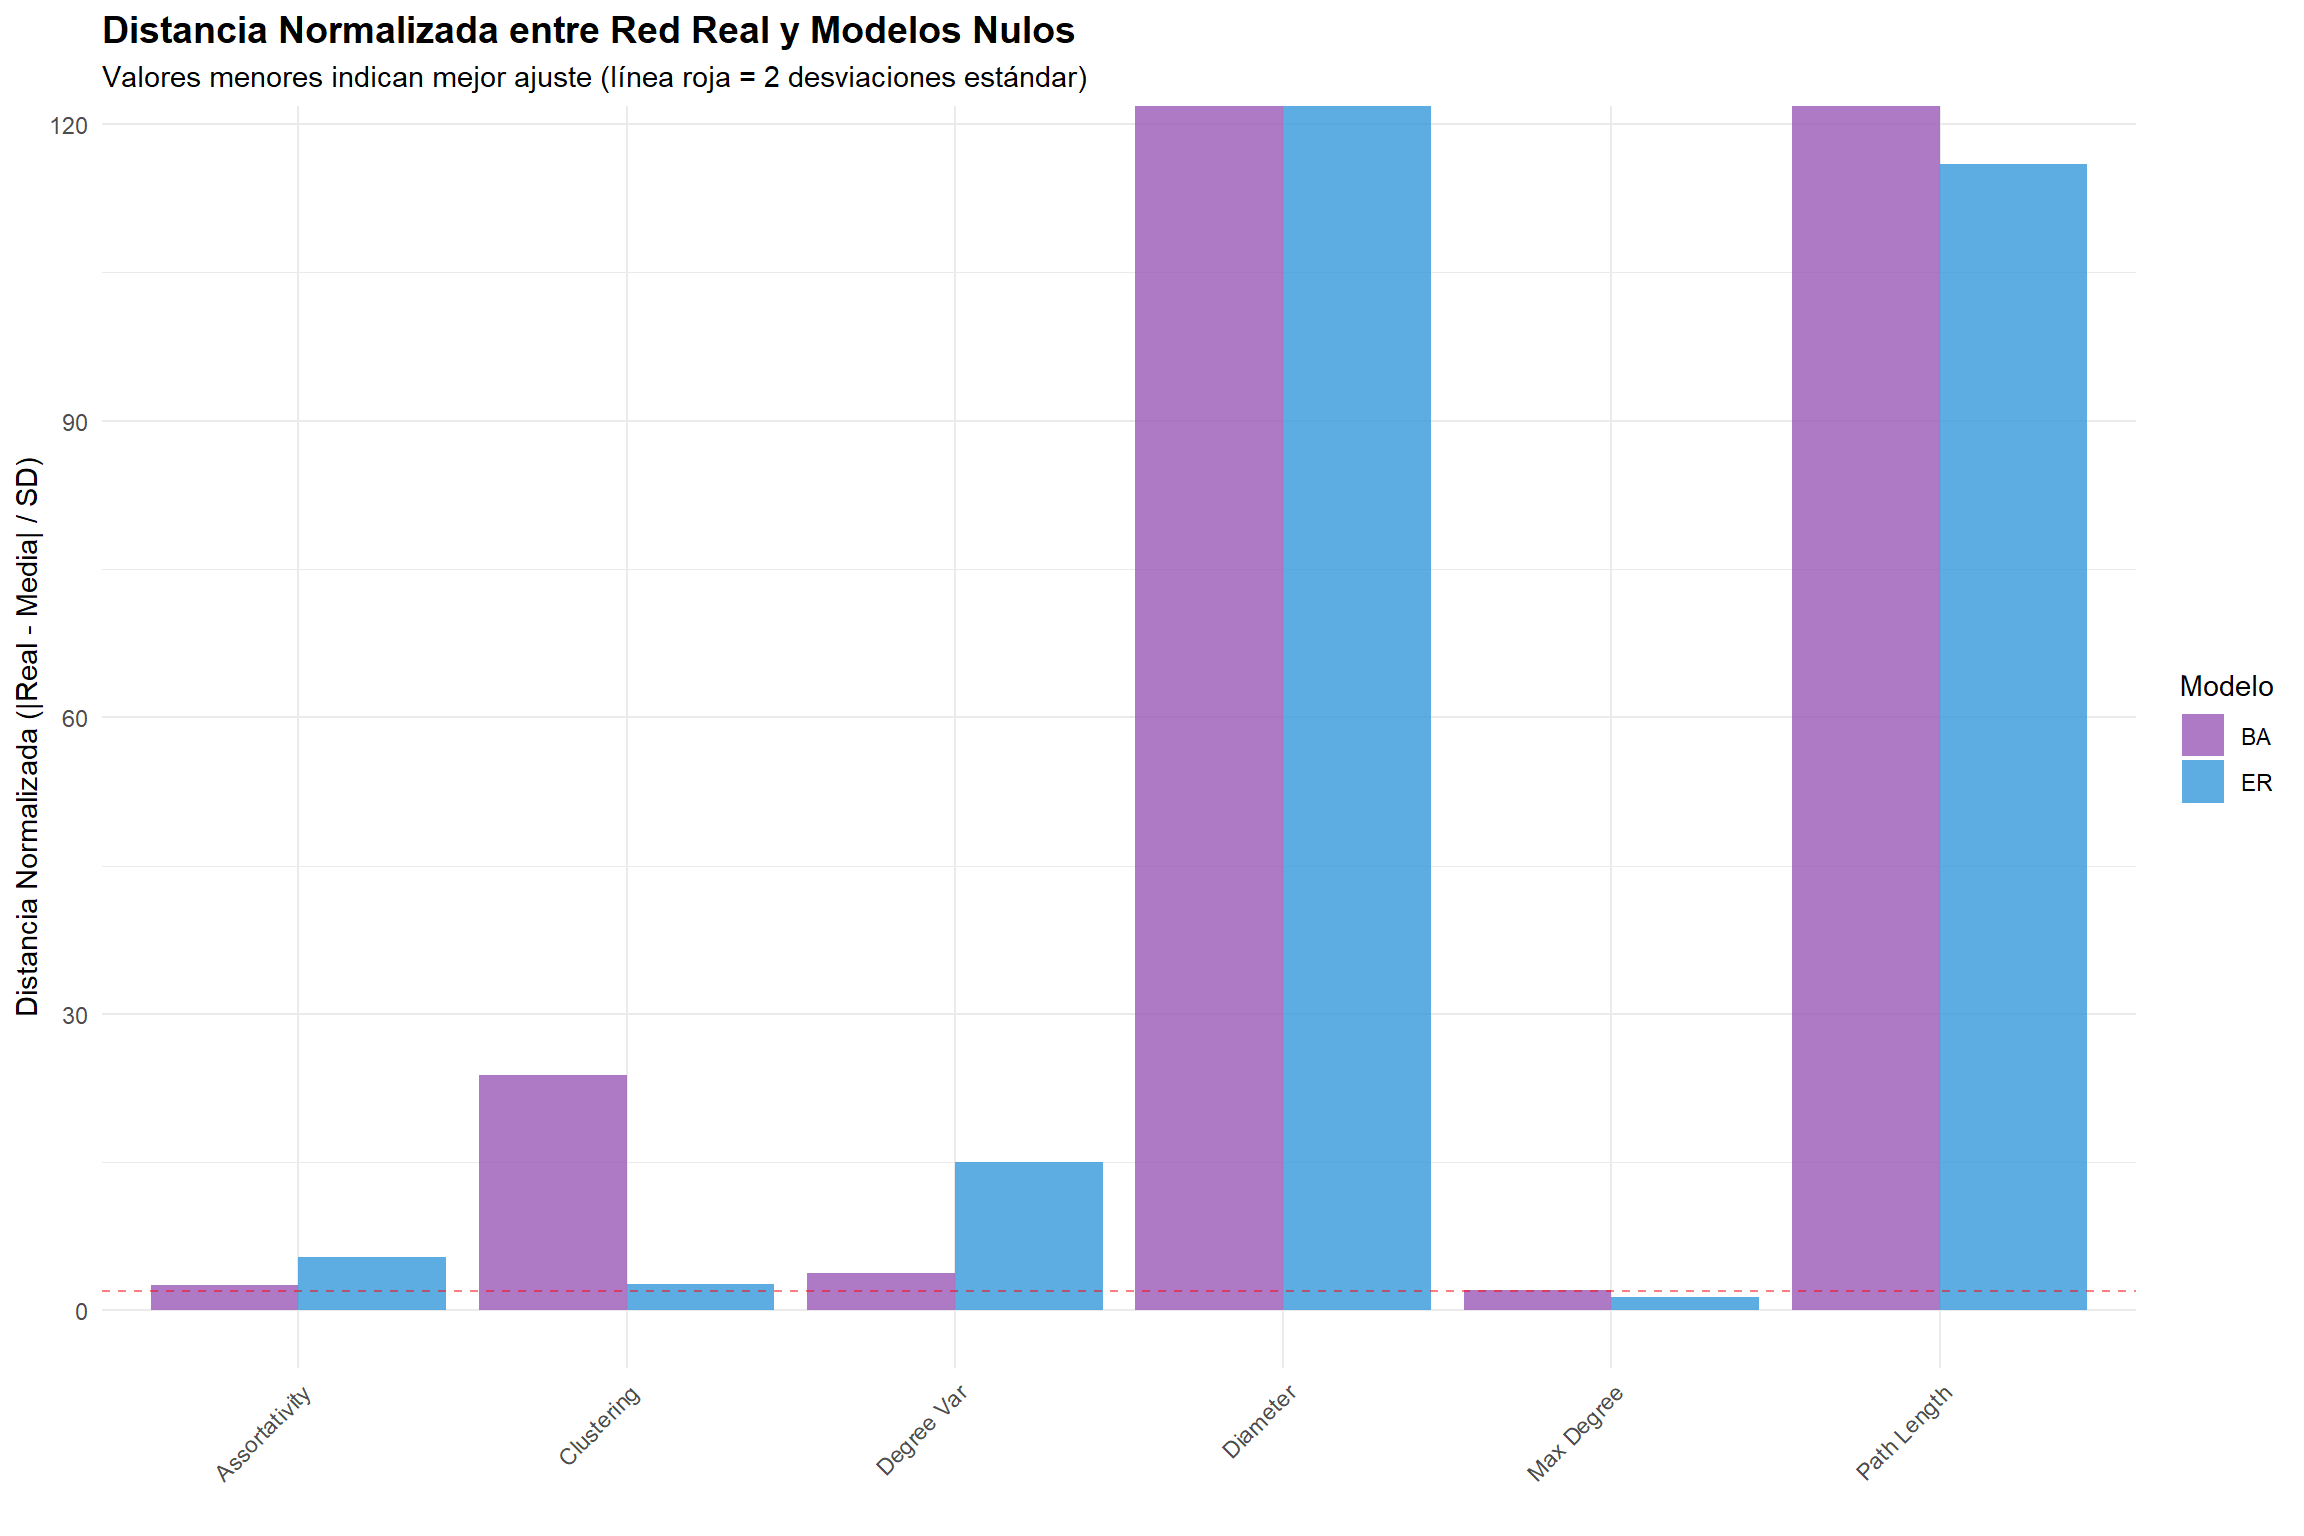 Distancia Normalizada entre Red Real y Modelos Nulos
Valores menores indican mejor ajuste (línea roja = 2 desviaciones estándar)
Distancia Normalizada (|Real - Media| / SD)
120
90
60
30
0
Assortativity
Clustering
Degree Var
Diameter
Max Degree
Path Length
Modelo
BA
ER